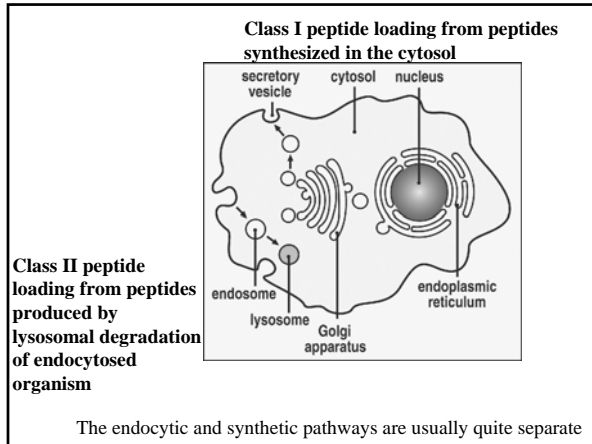 Class I peptide loading from peptides
synthesized in the cytosol
secretory
vesicle
cytosol
nucleus
Class II peptide
loading from peptides
produced by
lysosomal degradation
of endocytosed
organism
endosome
lysosome
Golgi
apparatus
endoplasmic
reticulum
The endocytic and synthetic pathways are usually quite separate